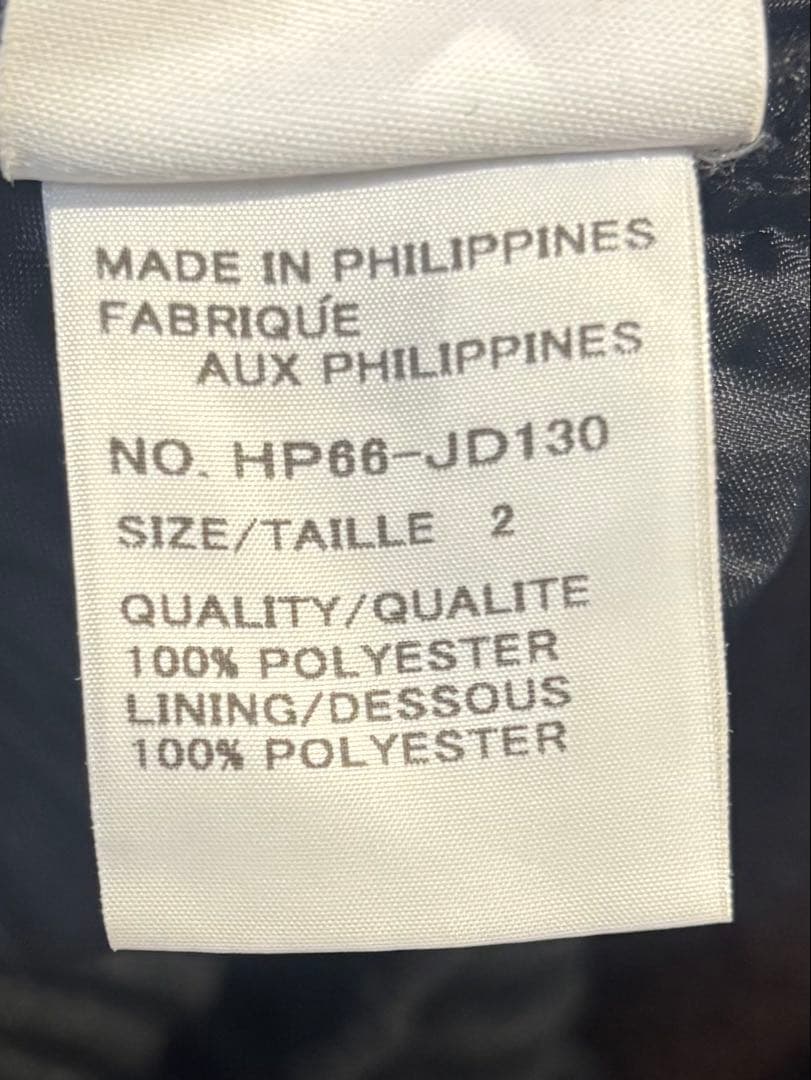 MADE IN PHILIPPINES
FABRIQUÉ
AUX PHILIPPINES
NO. HP66-JD130
SIZE/TAILLE 2
QUALITY/QUALITE
100% POLYESTER
LINING/DESSOUS
100% POLYESTER